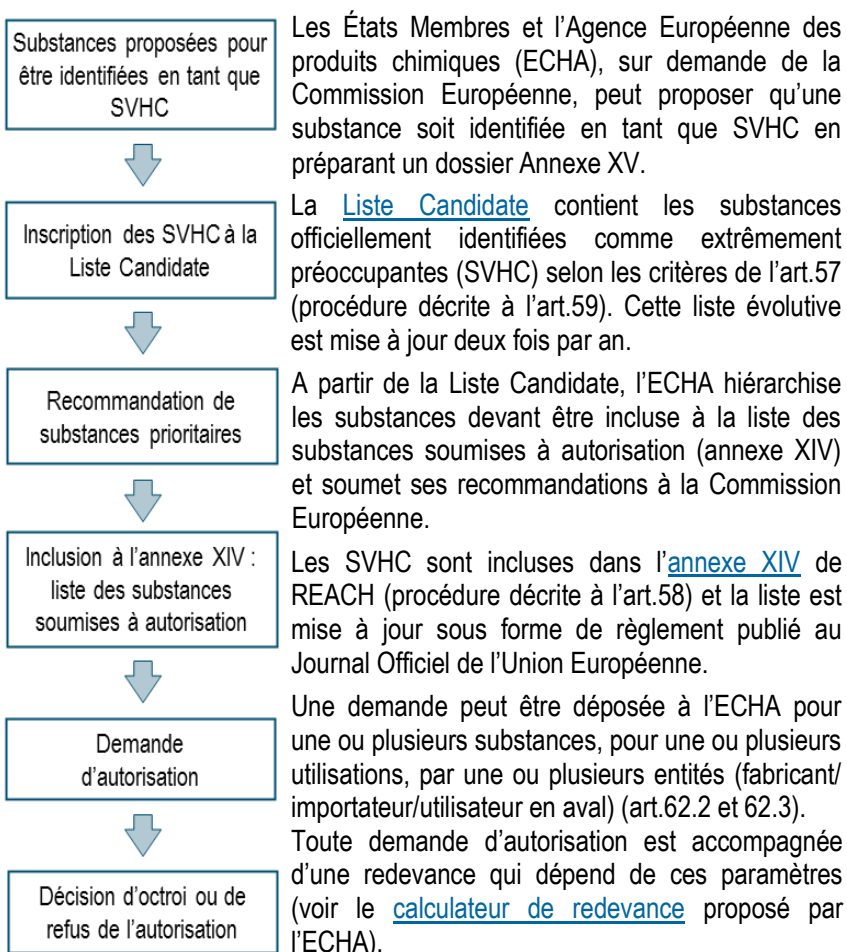 Substances proposées pour
être identifiées en tant que
SVHC
Les États Membres et l’Agence Européenne des
produits chimiques (ECHA), sur demande de la
Commission Européenne, peut proposer qu’une
substance soit identifiée en tant que SVHC en
préparant un dossier Annexe XV.
Inscription des SVHC à la
Liste Candidate
La Liste Candidate contient les substances
officiellement identifiées comme extrêmement
préoccupantes (SVHC) selon les critères de l’art.57
(procédure décrite à l’art.59). Cette liste évolutive
est mise à jour deux fois par an.
Recommandation de
substances prioritaires
A partir de la Liste Candidate, l’ECHA hiérarchise
les substances devant être incluse à la liste des
substances soumises à autorisation (annexe XIV)
et soumet ses recommandations à la Commission
Européenne.
Inclusion à l’annexe XIV :
liste des substances
soumises à autorisation
Les SVHC sont incluses dans l’annexe XIV de
REACH (procédure décrite à l’art.58) et la liste est
mise à jour sous forme de règlement publié au
Journal Officiel de l’Union Européenne.
Demande
d’autorisation
Une demande peut être déposée à l’ECHA pour
une ou plusieurs substances, pour une ou plusieurs
utilisations, par une ou plusieurs entités (fabricant/
importateur/utilisateur en aval) (art.62.2 et 62.3).
Toute demande d’autorisation est accompagnée
d’une redevance qui dépend de ces paramètres
(voir le calculateur de redevance proposé par
l’ECHA).
Décision d’octroi ou de
refus de l’autorisation